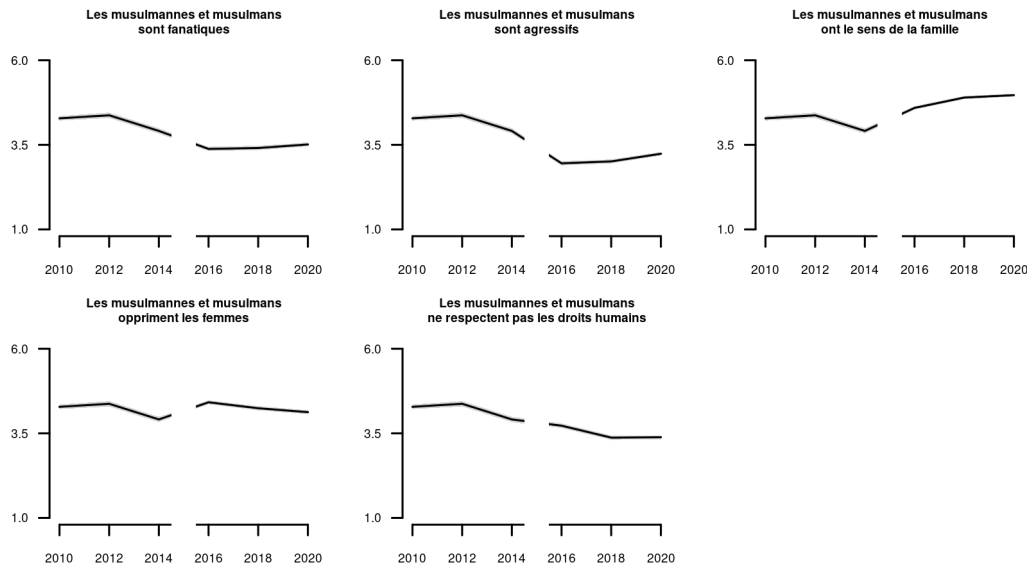 Les musulmannes et musulmans
sont fanatiques
6.0
3.5
1.0
2010 2012 2014 2016 2018 2020
Les musulmannes et musulmans
sont agressifs
6.0
3.5
1.0
2010 2012 2014 2016 2018 2020
Les musulmannes et musulmans
ont le sens de la famille
6.0
3.5
1.0
2010 2012 2014 2016 2018 2020
Les musulmannes et musulmans
oppriment les femmes
6.0
3.5
1.0
2010 2012 2014 2016 2018 2020
Les musulmannes et musulmans
ne respectent pas les droits humains
6.0
3.5
1.0
2010 2012 2014 2016 2018 2020